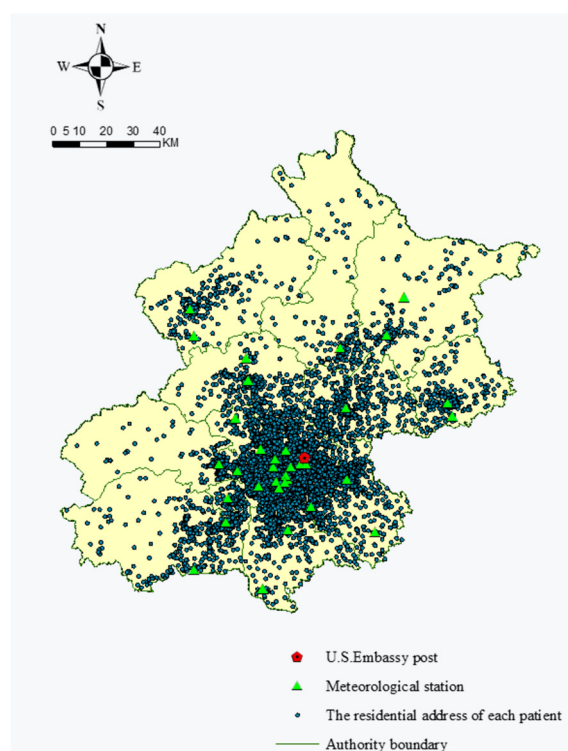 N
W E
S
0 5 10 20 30 40
KM
U.S.Embassy post
Meteorological station
The residential address of each patient
Authority boundary